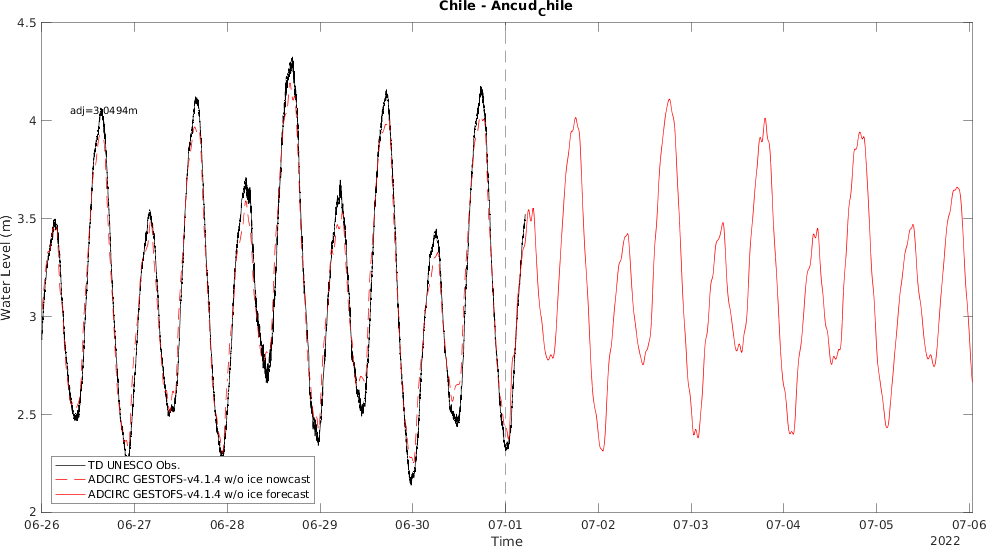 Chile - Ancud_Chile
4.5
adj=3.0494m
4
3.5
3
2.5
2
Water Level (m)
TD UNESCO Obs.
ADCIRC GESTOFS-v4.1.4 w/o ice nowcast
ADCIRC GESTOFS-v4.1.4 w/o ice forecast
06-26 06-27 06-28 06-29 06-30 07-01 07-02 07-03 07-04 07-05 07-06
Time
2022